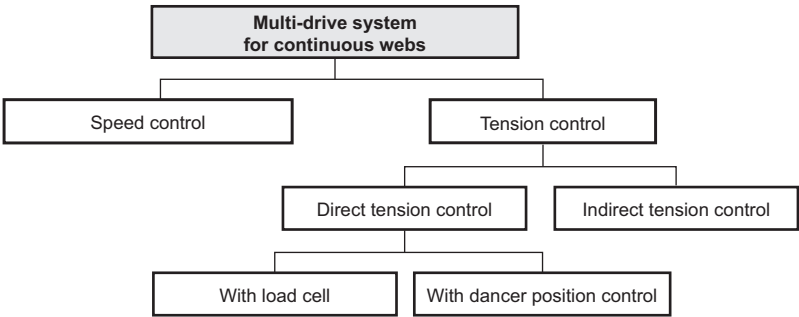 Multi-drive system
for continuous webs
Speed control
Tension control
Direct tension control
Indirect tension control
With load cell
With dancer position control